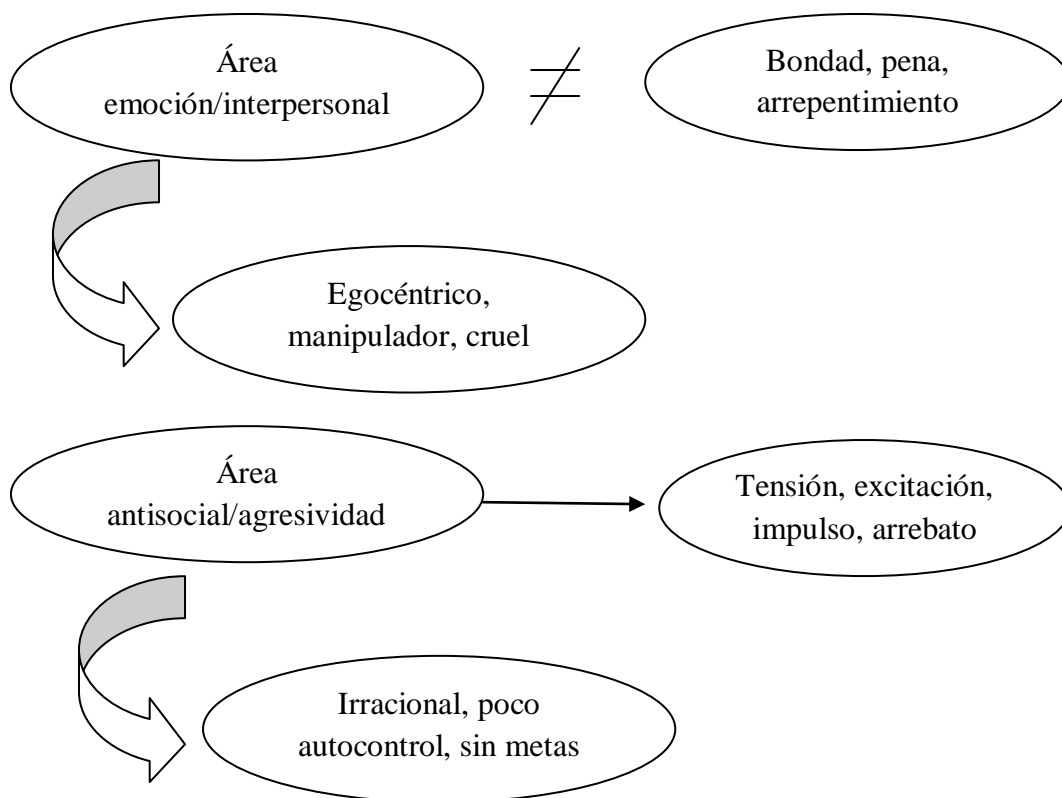 Área
emoción/interpersonal
≠
Bondad, pena,
arrepentimiento
Egocéntrico,
manipulador, cruel
Área
antisocial/agresividad
Tensión, excitación,
impulso, arrebato
Irracional, poco
autocontrol, sin metas